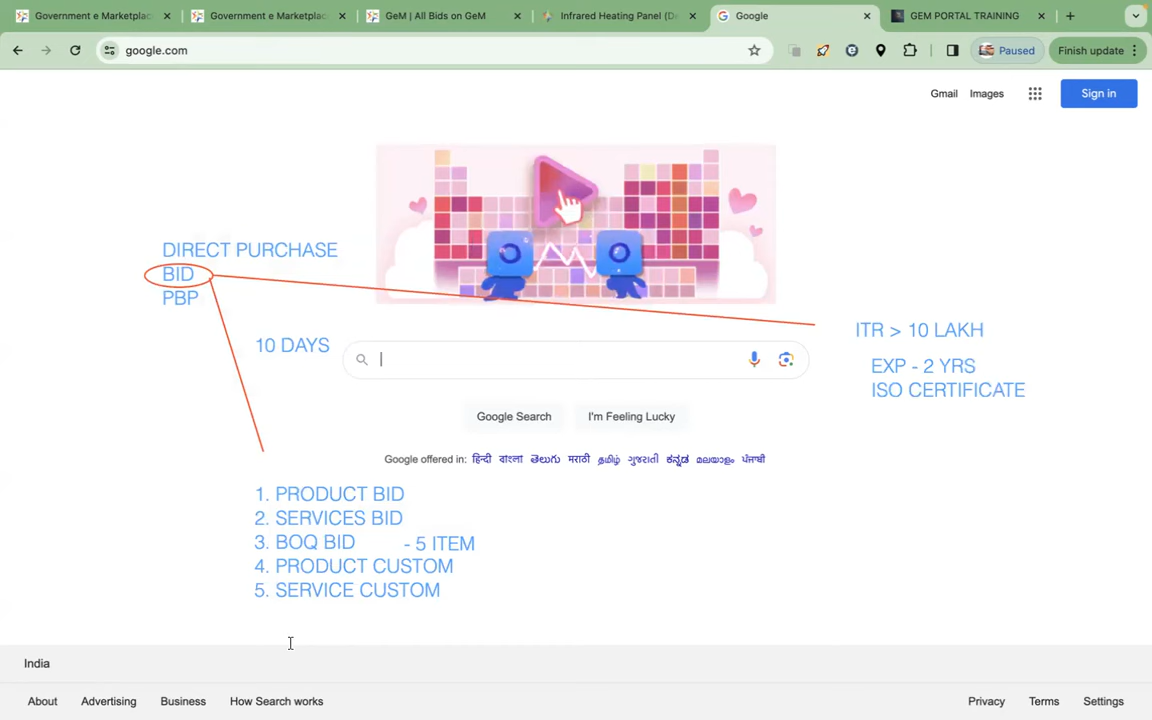 Government e Marketplac
Government e Marketplac
GeM | All Bids on GeM
Infrared Heating Panel (De
Google
GEM PORTAL TRAINING
google.com
Paused
Finish update
Gmail
Images
Sign in
DIRECT PURCHASE
BID
PBP
ITR > 10 LAKH
10 DAYS
EXP - 2 YRS
ISO CERTIFICATE
Google Search
I'm Feeling Lucky
Google offered in: हिन्दी বাংলা తెలుగు मराठी தமிழ் ગુજરાતી ಕನ್ನಡ മലയാളം ਪੰਜਾਬੀ
1. PRODUCT BID
2. SERVICES BID
3. BOQ BID - 5 ITEM
4. PRODUCT CUSTOM
5. SERVICE CUSTOM
India
About
Advertising
Business
How Search works
Privacy
Terms
Settings